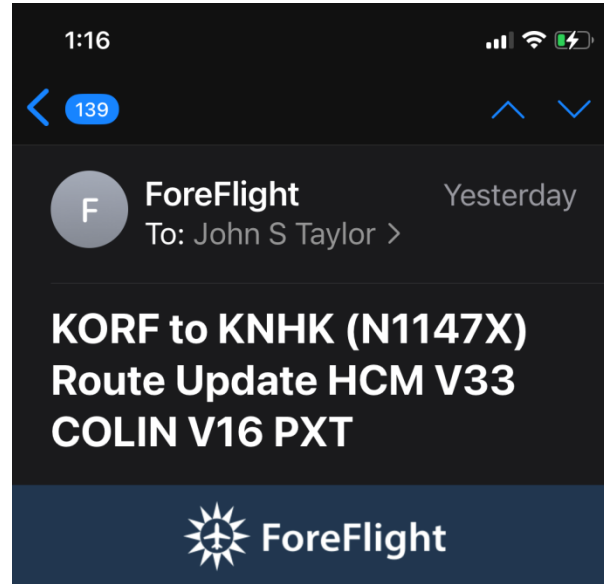 1:16
139
F
ForeFlight
Yesterday
To: John S Taylor >
KORF to KNHK (N1147X)
Route Update HCM V33
COLIN V16 PXT
ForeFlight